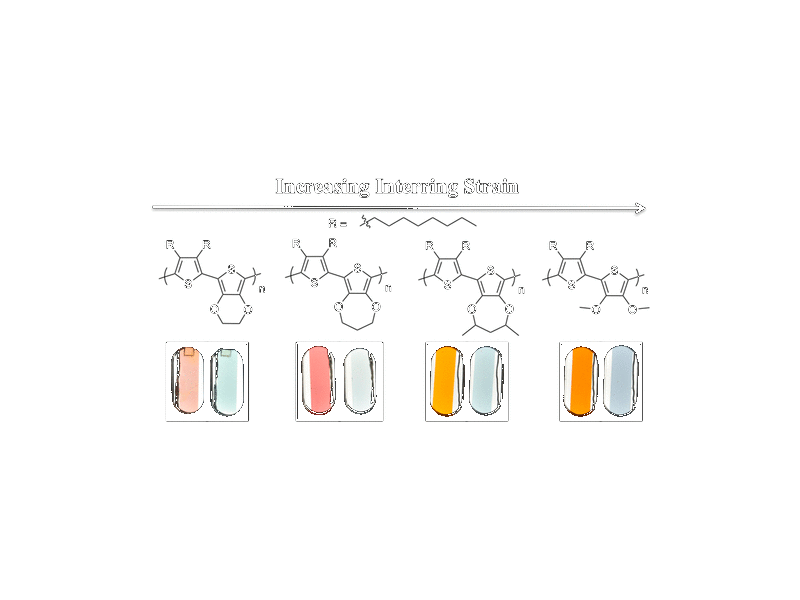 Increasing Interring Strain
R =
R R R R R R R R
S S S S
S S S S
n n n n
O O O O O O O O